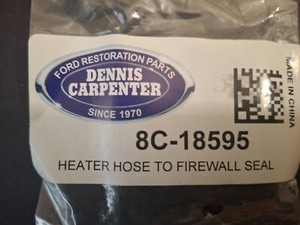 FORD RESTORATION PARTS
DENNIS
CARPENTER
SINCE 1970
MADE IN CHINA
8C-18595
HEATER HOSE TO FIREWALL SEAL